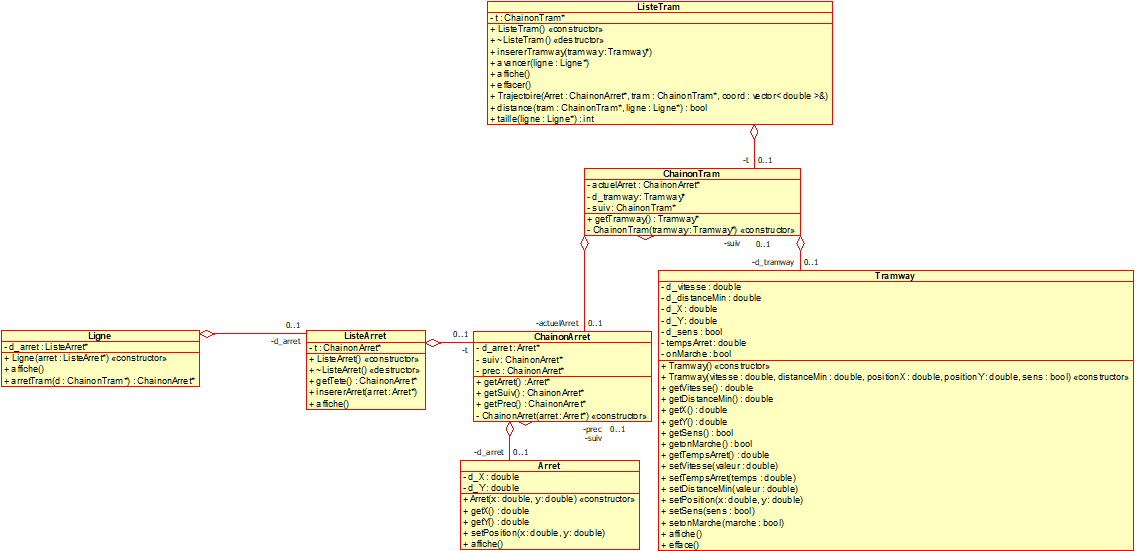 ListeTram
- t : ChainonTram*
+ ListeTram() «constructor»
+ ~ListeTram() «destructor»
+ insererTramway(tramway: Tramway*)
+ avancer(ligne : Ligne*)
+ affiche()
+ effacer()
+ Trajectoire(Arret : ChainonArret*, tram : ChainonTram*, coord : vector< double >&)
+ distance(tram : ChainonTram*, ligne : Ligne*) : bool
+ taille(ligne : Ligne*) : int
-t 0..1
ChainonTram
- actuelArret : ChainonArret*
- d_tramway: Tramway*
- suiv : ChainonTram*
+ getTramway() : Tramway*
- ChainonTram(tramway: Tramway*) «constructor»
-suiv 0..1
-d_tramway 0..1
Tramway
- d_vitesse : double
- d_distanceMin : double
- d_X : double
- d_Y : double
- d_sens : bool
- tempsArret : double
- onMarche : bool
+ Tramway() «constructor»
+ Tramway(vitesse : double, distanceMin : double, positionX : double, positionY: double, sens : bool) «constructor»
+ getVitesse() : double
+ getDistanceMin() : double
+ getX() : double
+ getY() : double
+ getSens() : bool
+ getonMarche() : bool
+ getTempsArret() : double
+ setVitesse(valeur : double)
+ setTempsArret(temps : double)
+ setDistanceMin(valeur : double)
+ setPosition(x: double, y: double)
+ setSens(sens : bool)
+ setonMarche(marche : bool)
+ affiche()
+ efface()
-actuelArret 0..1
Ligne
- d_arret : ListeArret*
+ Ligne(arret : ListeArret*) «constructor»
+ affiche()
+ arretTram(d : ChainonTram*) : ChainonArret*
0..1
-d_arret
ListeArret
- t : ChainonArret*
+ ListeArret() «constructor»
+ ~ListeArret() «destructor»
+ getTete() : ChainonArret*
+ insererArret(arret: Arret*)
+ affiche()
0..1
-t
ChainonArret
- d_arret: Arret*
- suiv: ChainonArret*
- prec : ChainonArret*
+ getArret() : Arret*
+ getSuiv() : ChainonArret*
+ getPrec() : ChainonArret*
- ChainonArret(arret: Arret*) «constructor»
-prec 0..1
-suiv
-d_arret 0..1
Arret
- d_X : double
- d_Y : double
+ Arret(x : double, y: double) «constructor»
+ getX() : double
+ getY() : double
+ setPosition(x: double, y: double)
+ affiche()